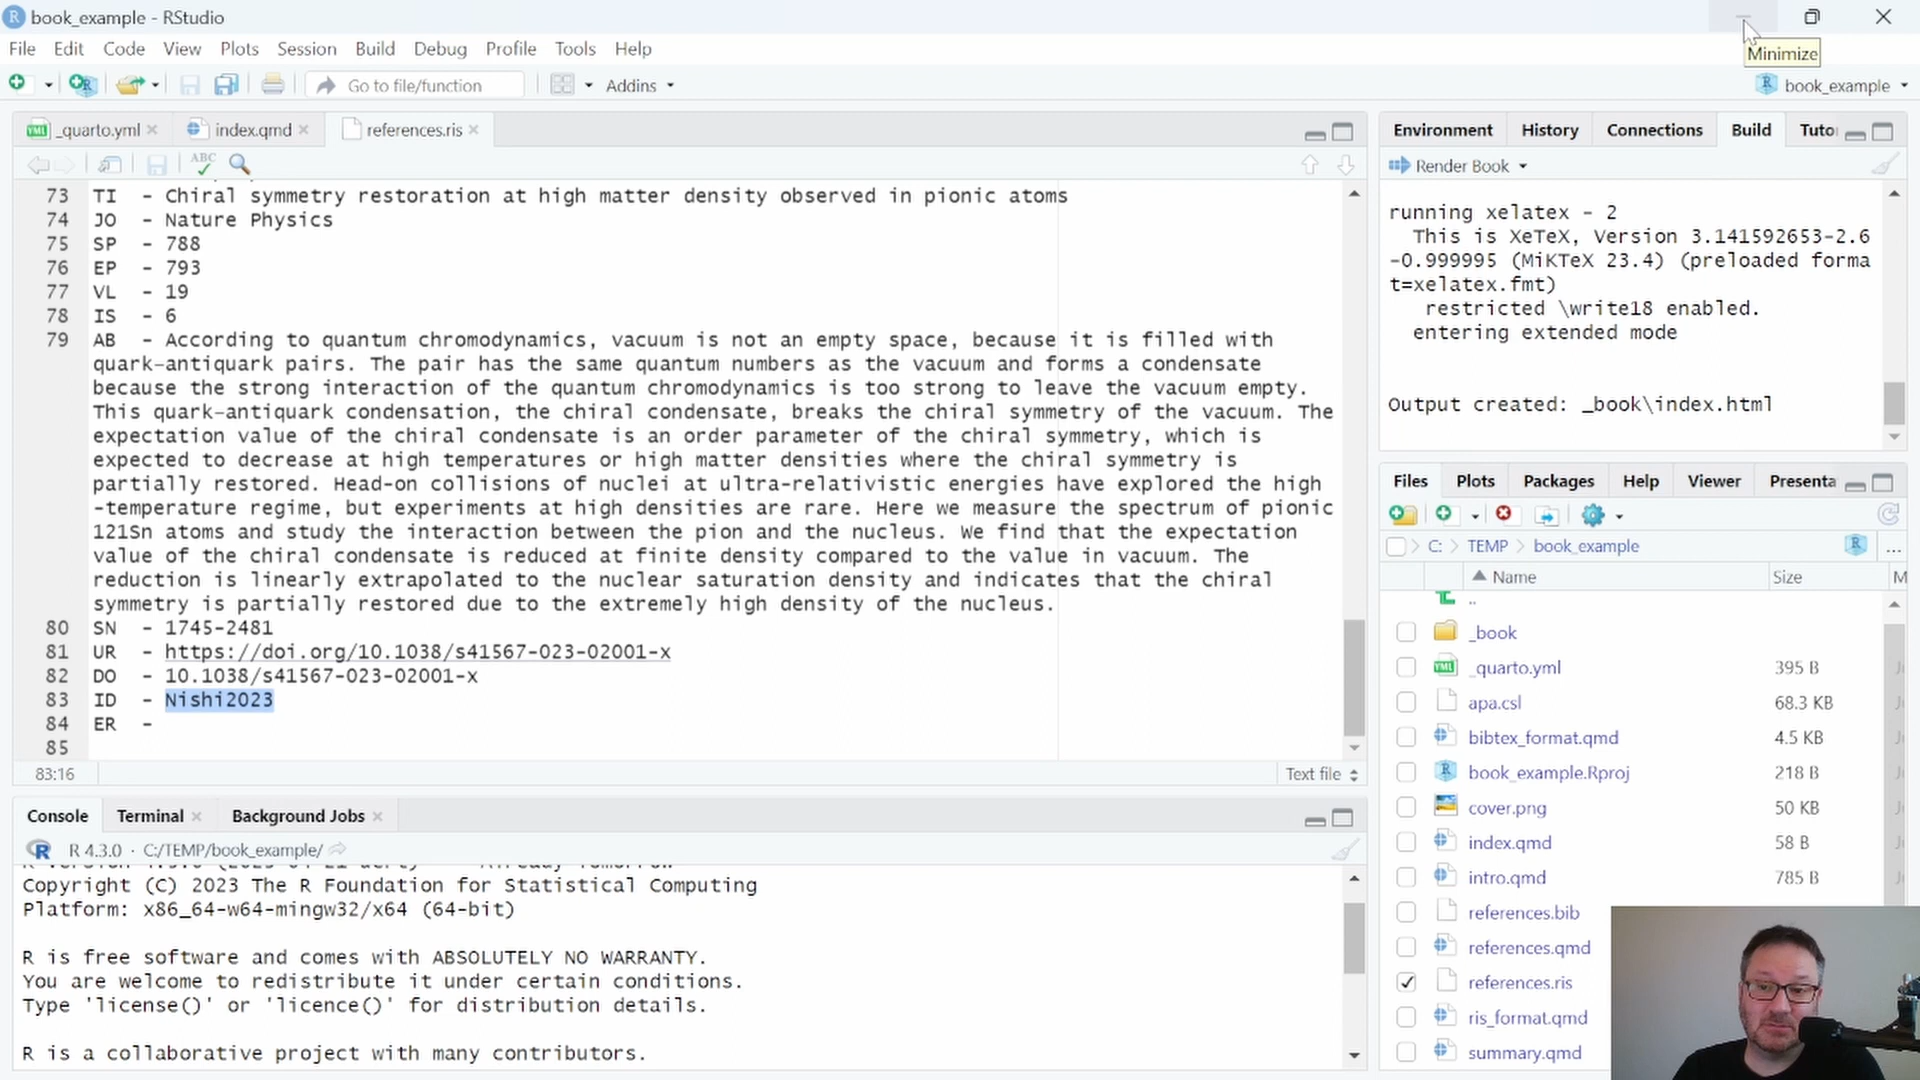 book_example - RStudio
Minimize
File Edit Code View Plots Session Build Debug Profile Tools Help
Go to file/function
Addins
book_example
_quarto.yml
index.qmd
references.ris
ABC
73 TI - Chiral symmetry restoration at high matter density observed in pionic atoms
74 JO - Nature Physics
75 SP - 788
76 EP - 793
77 VL - 19
78 IS - 6
79 AB - According to quantum chromodynamics, vacuum is not an empty space, because it is filled with
quark–antiquark pairs. The pair has the same quantum numbers as the vacuum and forms a condensate
because the strong interaction of the quantum chromodynamics is too strong to leave the vacuum empty.
This quark–antiquark condensation, the chiral condensate, breaks the chiral symmetry of the vacuum. The
expectation value of the chiral condensate is an order parameter of the chiral symmetry, which is
expected to decrease at high temperatures or high matter densities where the chiral symmetry is
partially restored. Head-on collisions of nuclei at ultra-relativistic energies have explored the high
-temperature regime, but experiments at high densities are rare. Here we measure the spectrum of pionic
121Sn atoms and study the interaction between the pion and the nucleus. We find that the expectation
value of the chiral condensate is reduced at finite density compared to the value in vacuum. The
reduction is linearly extrapolated to the nuclear saturation density and indicates that the chiral
symmetry is partially restored due to the extremely high density of the nucleus.
80 SN - 1745-2481
81 UR - https://doi.org/10.1038/s41567-023-02001-x
82 DO - 10.1038/s41567-023-02001-x
83 ID - Nishi2023
84 ER -
85
83:16
Text file
Console Terminal Background Jobs
R 4.3.0 · C:/TEMP/book_example/
Copyright (C) 2023 The R Foundation for Statistical Computing
Platform: x86_64-w64-mingw32/x64 (64-bit)
R is free software and comes with ABSOLUTELY NO WARRANTY.
You are welcome to redistribute it under certain conditions.
Type 'license()' or 'licence()' for distribution details.
R is a collaborative project with many contributors.
Environment History Connections Build Tuto
Render Book
running xelatex - 2
This is XeTeX, Version 3.141592653-2.6
-0.999995 (MiKTeX 23.4) (preloaded forma
t=xelatex.fmt)
restricted \write18 enabled.
entering extended mode
Output created: _book\index.html
Files Plots Packages Help Viewer Presenta
C: TEMP book_example
...
Name Size M
..
_book
_quarto.yml 395 B
apa.csl 68.3 KB
bibtex_format.qmd 4.5 KB
book_example.Rproj 218 B
cover.png 50 KB
index.qmd 58 B
intro.qmd 785 B
references.bib
references.qmd
references.ris
ris_format.qmd
summary.qmd